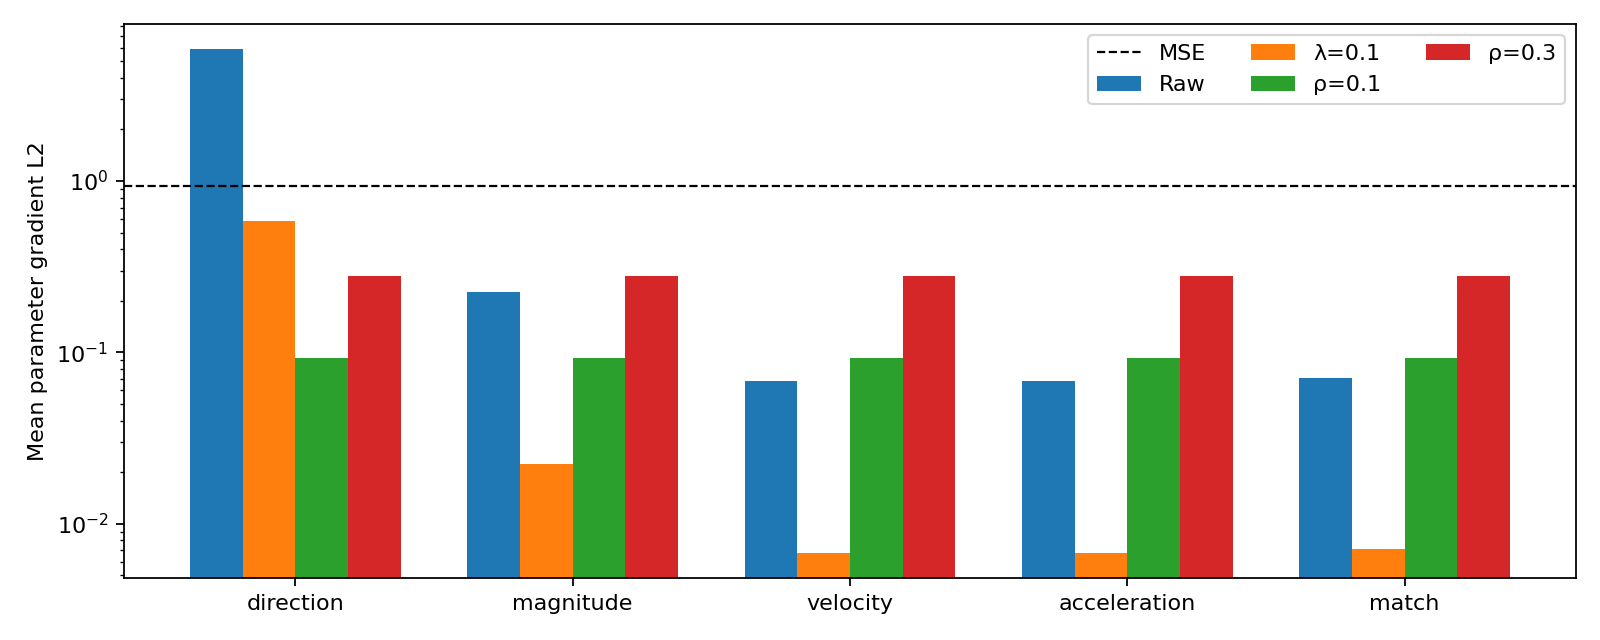 Mean parameter gradient L2
10⁰
10⁻¹
10⁻²
MSE
Raw
λ=0.1
ρ=0.1
ρ=0.3
direction
magnitude
velocity
acceleration
match